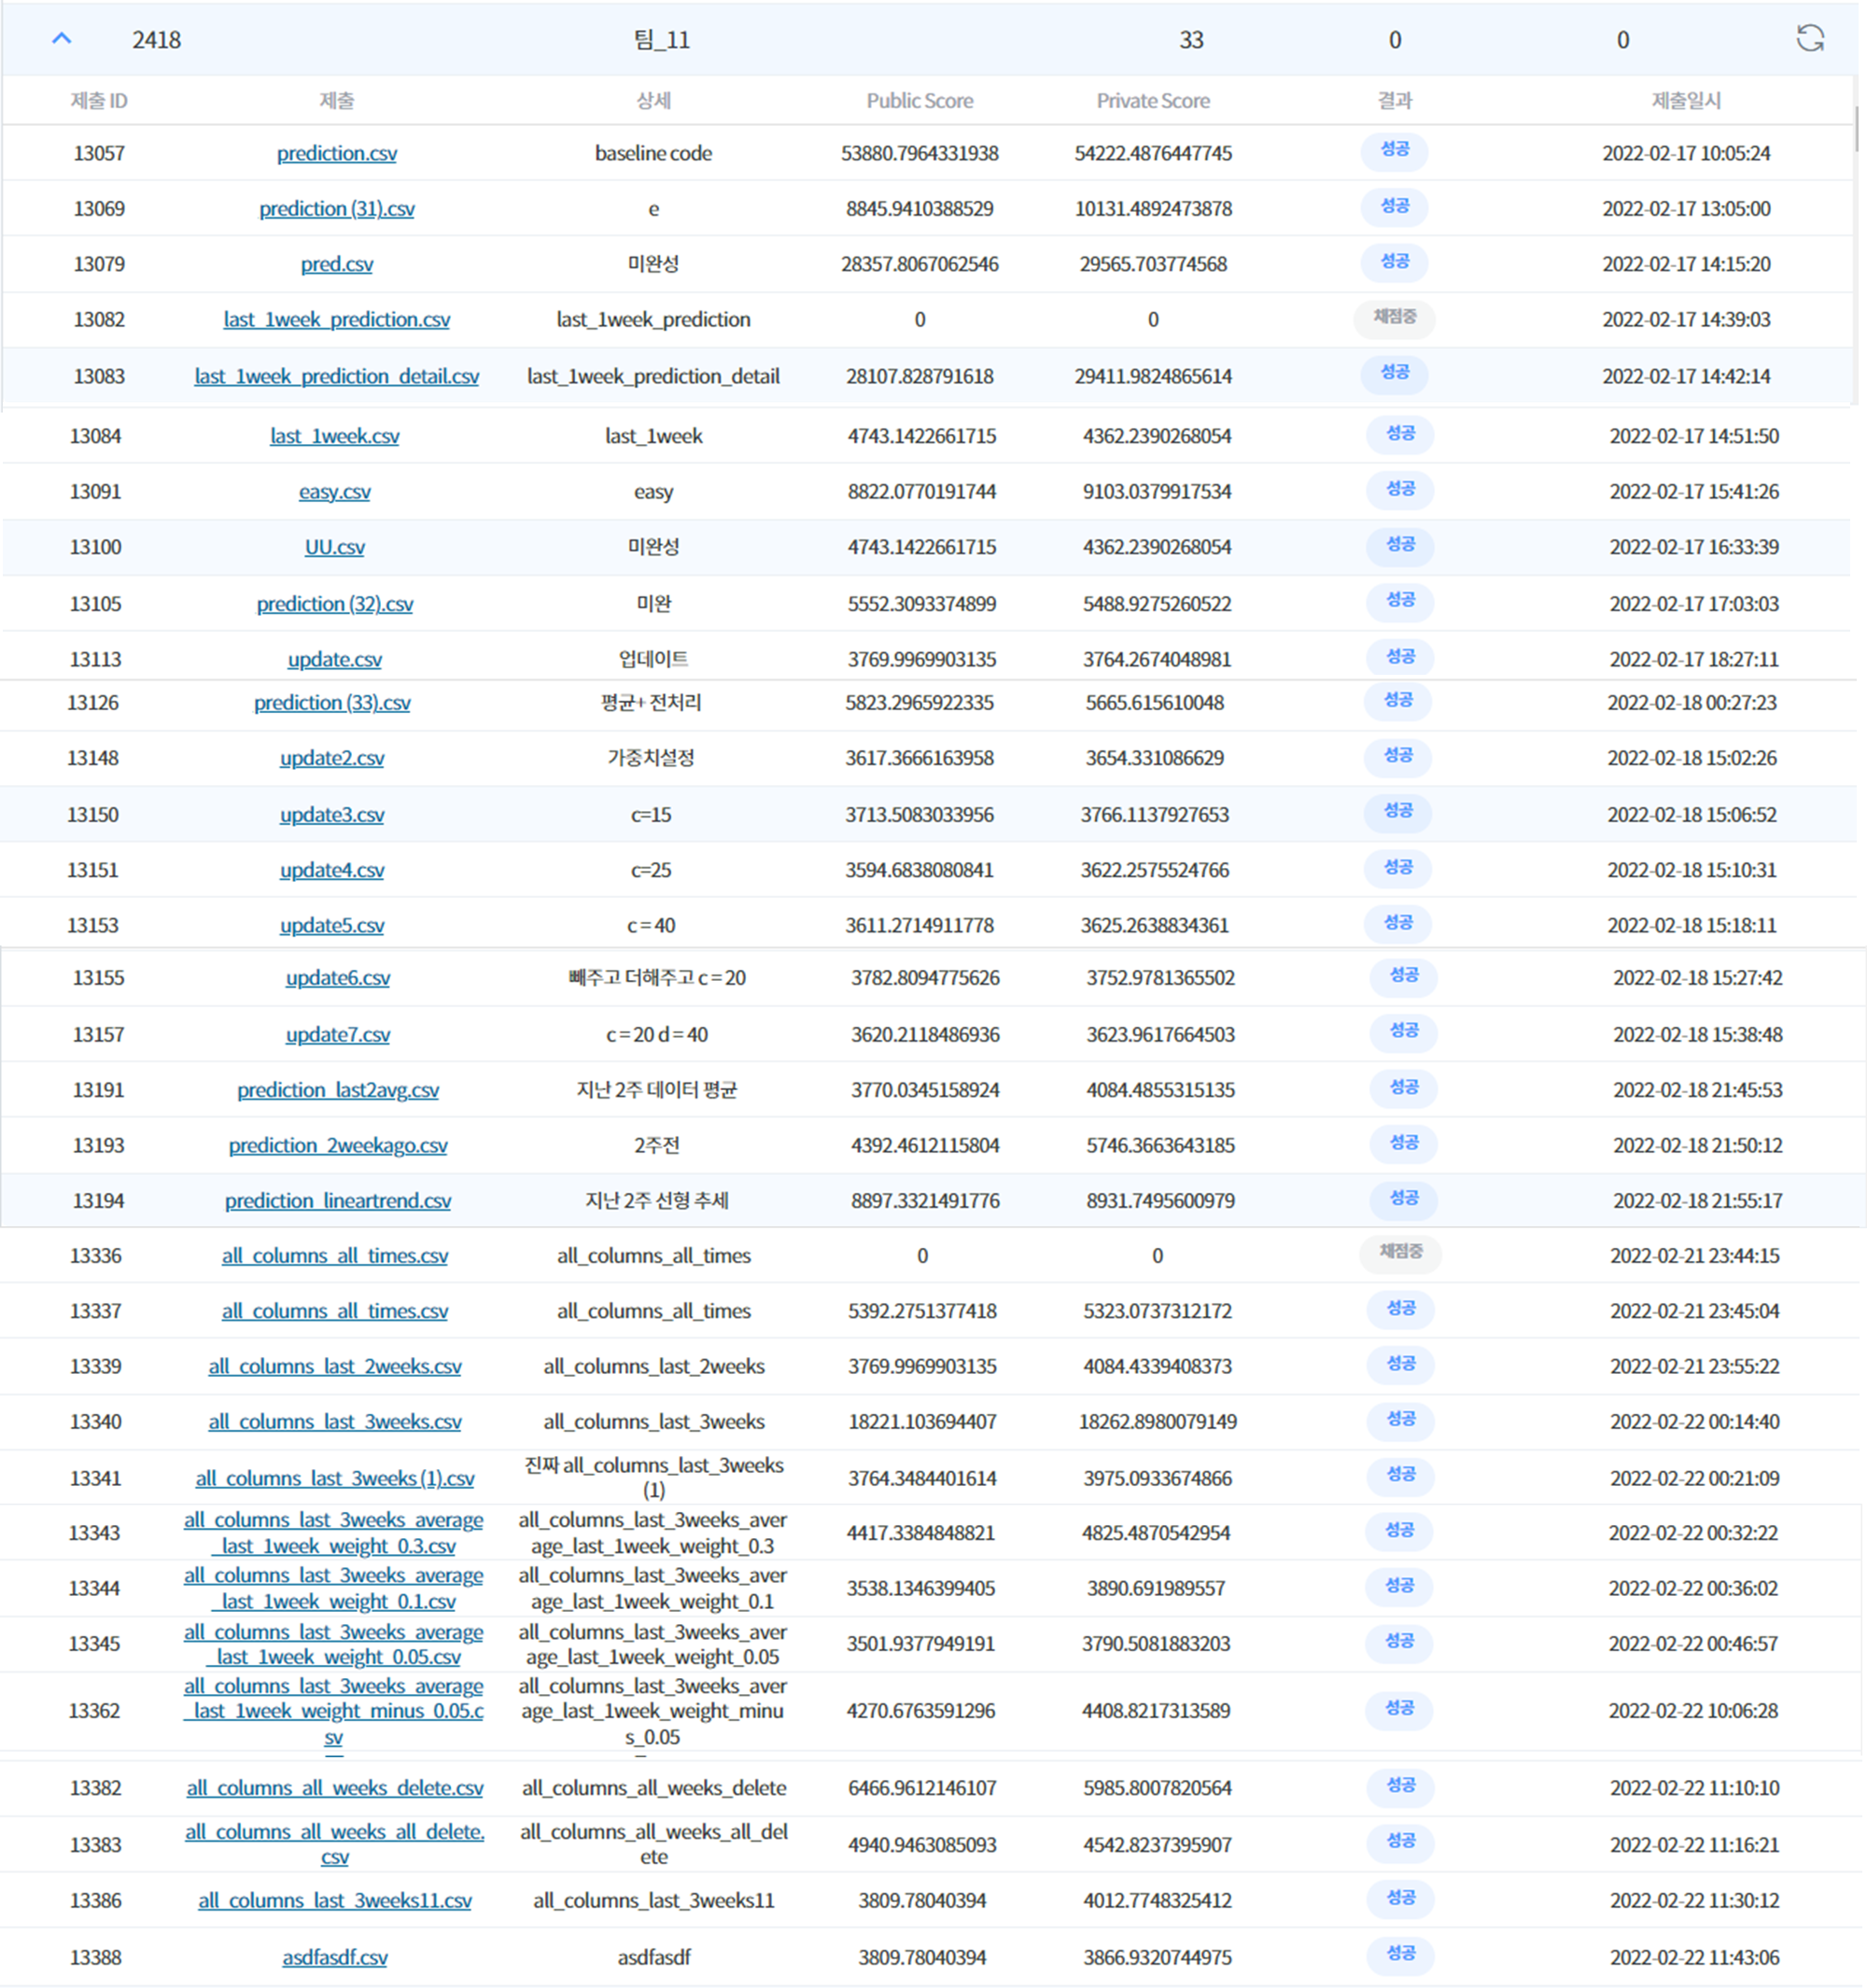 2418 팀_11 33 0 0
제출 ID 제출 상세 Public Score Private Score 결과 제출일시
13057 prediction.csv baseline code 53880.7964331938 54222.4876447745 성공 2022-02-17 10:05:24
13069 prediction (31).csv e 8845.9410388529 10131.4892473878 성공 2022-02-17 13:05:00
13079 pred.csv 미완성 28357.8067062546 29565.703774568 성공 2022-02-17 14:15:20
13082 last_1week_prediction.csv last_1week_prediction 0 0 채점중 2022-02-17 14:39:03
13083 last_1week_prediction_detail.csv last_1week_prediction_detail 28107.828791618 29411.9824865614 성공 2022-02-17 14:42:14
13084 last_1week.csv last_1week 4743.1422661715 4362.2390268054 성공 2022-02-17 14:51:50
13091 easy.csv easy 8822.0770191744 9103.0379917534 성공 2022-02-17 15:41:26
13100 UU.csv 미완성 4743.1422661715 4362.2390268054 성공 2022-02-17 16:33:39
13105 prediction (32).csv 미완 5552.3093374899 5488.9275260522 성공 2022-02-17 17:03:03
13113 update.csv 업데이트 3769.9969903135 3764.2674048981 성공 2022-02-17 18:27:11
13126 prediction (33).csv 평균+ 전처리 5823.2965922335 5665.615610048 성공 2022-02-18 00:27:23
13148 update2.csv 가중치설정 3617.3666163958 3654.331086629 성공 2022-02-18 15:02:26
13150 update3.csv c=15 3713.5083033956 3766.1137927653 성공 2022-02-18 15:06:52
13151 update4.csv c=25 3594.6838080841 3622.2575524766 성공 2022-02-18 15:10:31
13153 update5.csv c = 40 3611.2714911778 3625.2638834361 성공 2022-02-18 15:18:11
13155 update6.csv 빼주고 더해주고 c = 20 3782.8094775626 3752.9781365502 성공 2022-02-18 15:27:42
13157 update7.csv c = 20 d = 40 3620.2118486936 3623.9617664503 성공 2022-02-18 15:38:48
13191 prediction_last2avg.csv 지난 2주 데이터 평균 3770.0345158924 4084.4855315135 성공 2022-02-18 21:45:53
13193 prediction_2weekago.csv 2주전 4392.4612115804 5746.3663643185 성공 2022-02-18 21:50:12
13194 prediction_lineartrend.csv 지난 2주 선형 추세 8897.3321491776 8931.7495600979 성공 2022-02-18 21:55:17
13336 all_columns_all_times.csv all_columns_all_times 0 0 채점중 2022-02-21 23:44:15
13337 all_columns_all_times.csv all_columns_all_times 5392.2751377418 5323.0737312172 성공 2022-02-21 23:45:04
13339 all_columns_last_2weeks.csv all_columns_last_2weeks 3769.9969903135 4084.4339408373 성공 2022-02-21 23:55:22
13340 all_columns_last_3weeks.csv all_columns_last_3weeks 18221.103694407 18262.8980079149 성공 2022-02-22 00:14:40
진짜 all_columns_last_3weeks
13341 all_columns_last_3weeks (1).csv 3764.3484401614 3975.0933674866 성공 2022-02-22 00:21:09
(1)
all_columns_last_3weeks_average all_columns_last_3weeks_aver
13343 4417.3384848821 4825.4870542954 성공 2022-02-22 00:32:22
_last_1week_weight_0.3.csv age_last_1week_weight_0.3
all_columns_last_3weeks_average all_columns_last_3weeks_aver
13344 3538.1346399405 3890.691989557 성공 2022-02-22 00:36:02
_last_1week_weight_0.1.csv age_last_1week_weight_0.1
all_columns_last_3weeks_average all_columns_last_3weeks_aver
13345 3501.9377949191 3790.5081883203 성공 2022-02-22 00:46:57
_last_1week_weight_0.05.csv age_last_1week_weight_0.05
all_columns_last_3weeks_average all_columns_last_3weeks_aver
13362 _last_1week_weight_minus_0.05.c age_last_1week_weight_minu 4270.6763591296 4408.8217313589 성공 2022-02-22 10:06:28
sv s_0.05
13382 all_columns_all_weeks_delete.csv all_columns_all_weeks_delete 6466.9612146107 5985.8007820564 성공 2022-02-22 11:10:10
all_columns_all_weeks_all_delete. all_columns_all_weeks_all_del
13383 4940.9463085093 4542.8237395907 성공 2022-02-22 11:16:21
csv ete
13386 all_columns_last_3weeks11.csv all_columns_last_3weeks11 3809.78040394 4012.7748325412 성공 2022-02-22 11:30:12
13388 asdfasdf.csv asdfasdf 3809.78040394 3866.9320744975 성공 2022-02-22 11:43:06